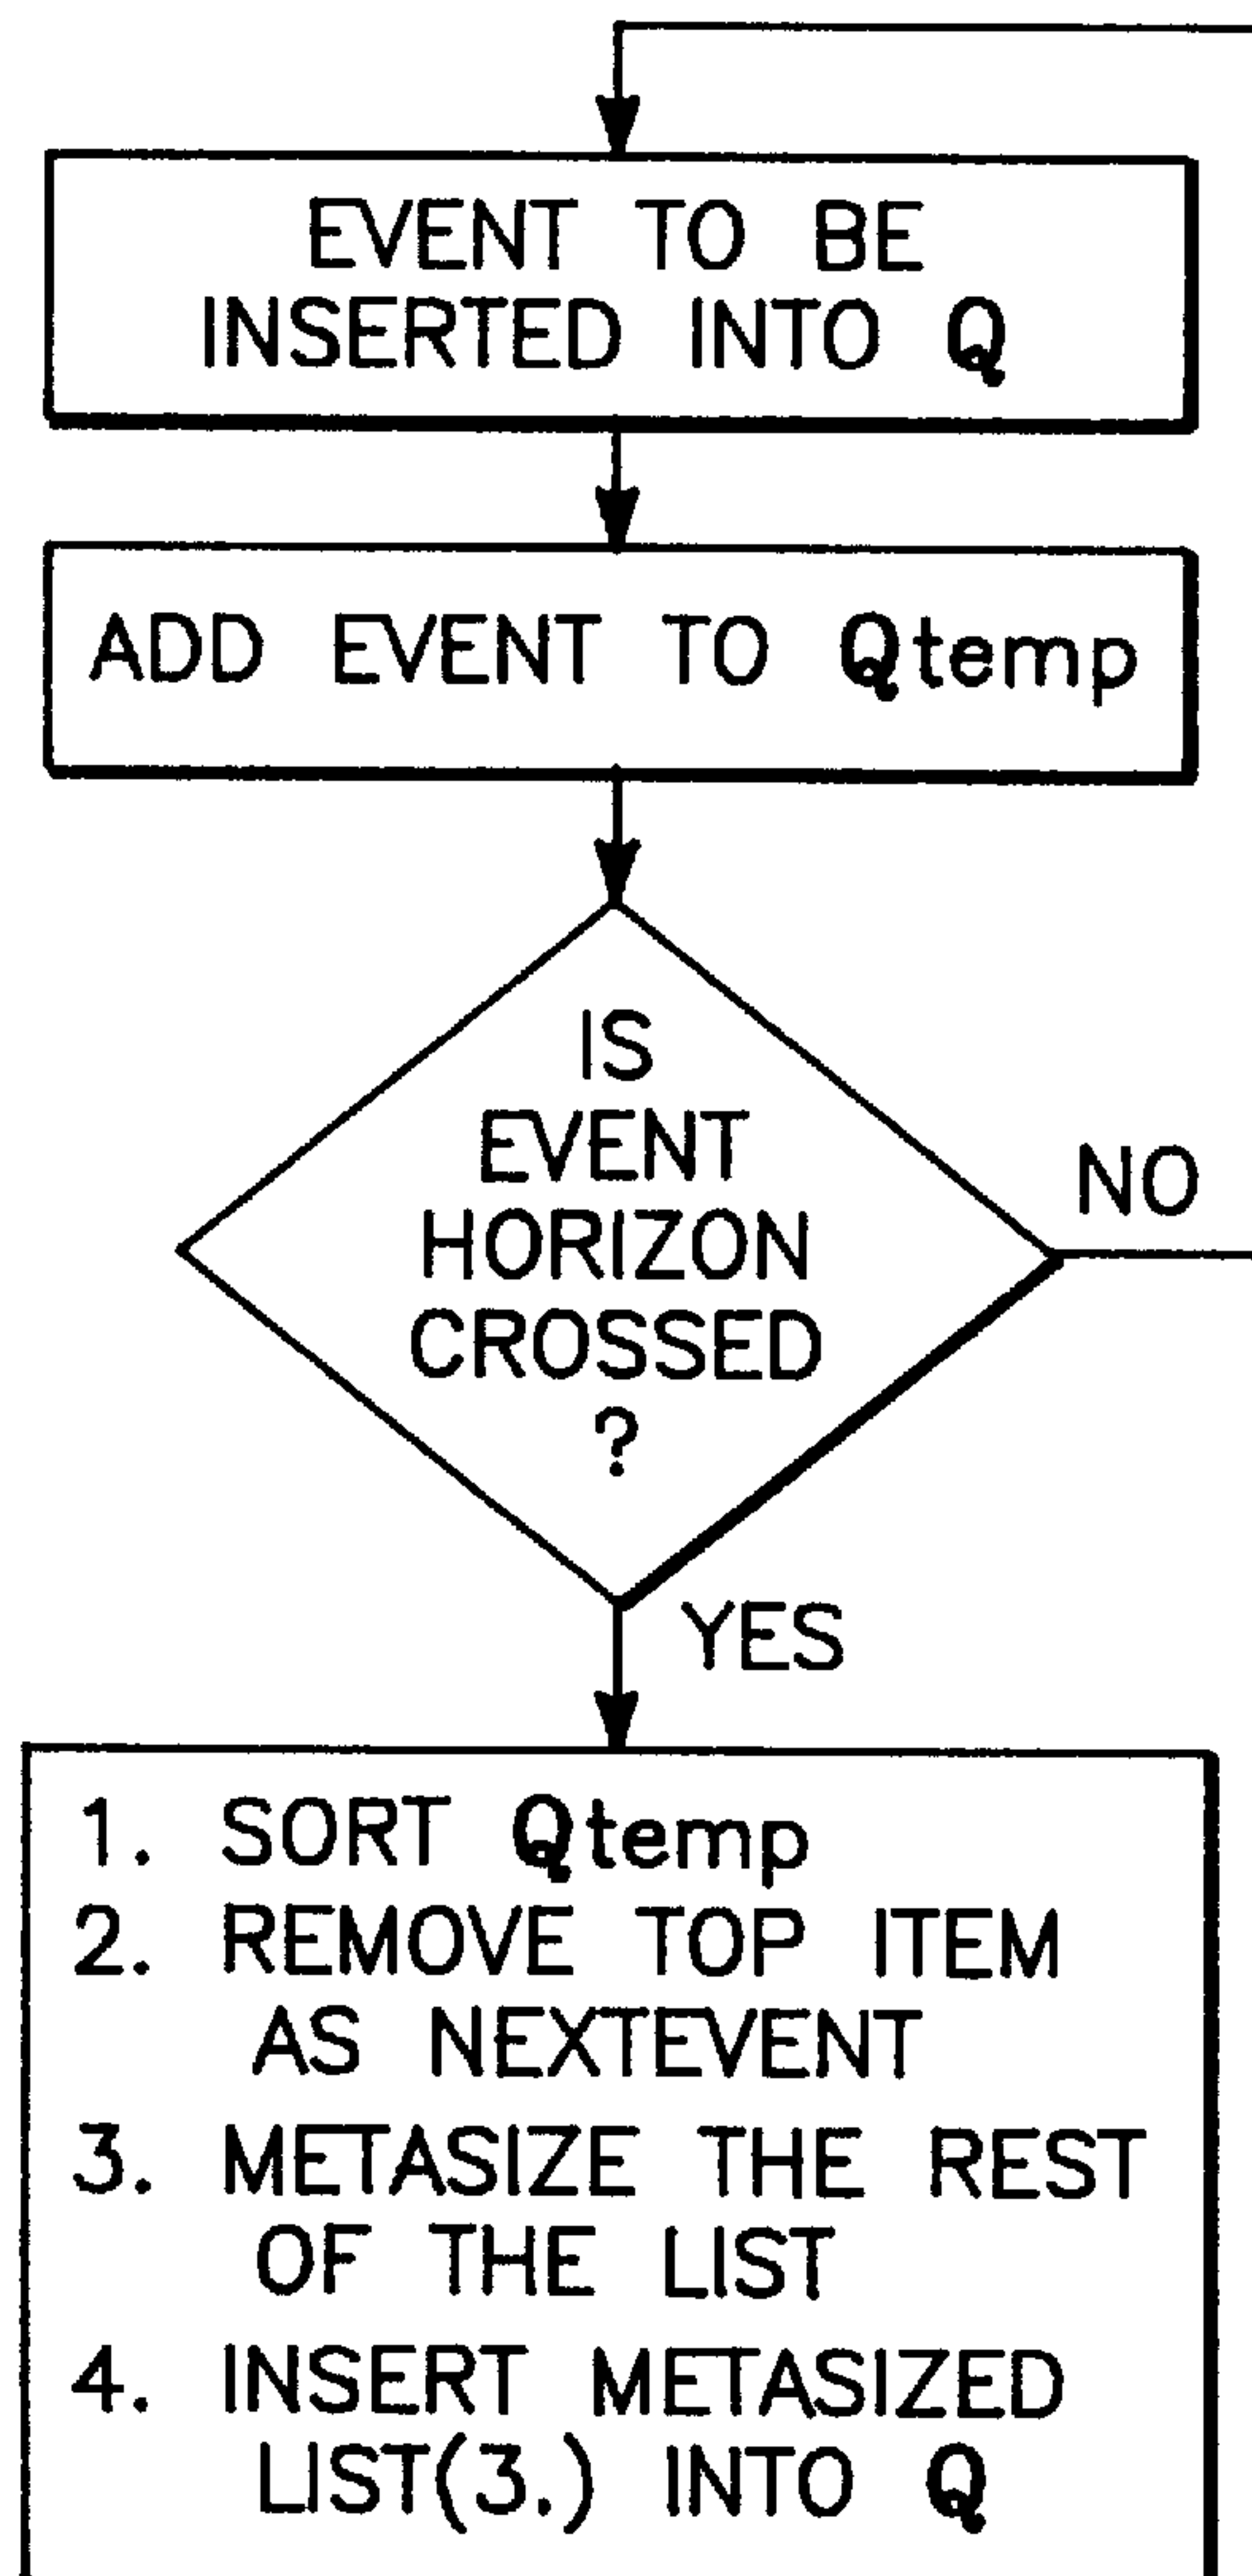 EVENT TO BE
INSERTED INTO Q
ADD EVENT TO Qtemp
IS
EVENT
HORIZON
CROSSED
?
NO
YES
1. SORT Qtemp
2. REMOVE TOP ITEM
AS NEXTEVENT
3. METASIZE THE REST
OF THE LIST
4. INSERT METASIZED
LIST(3.) INTO Q